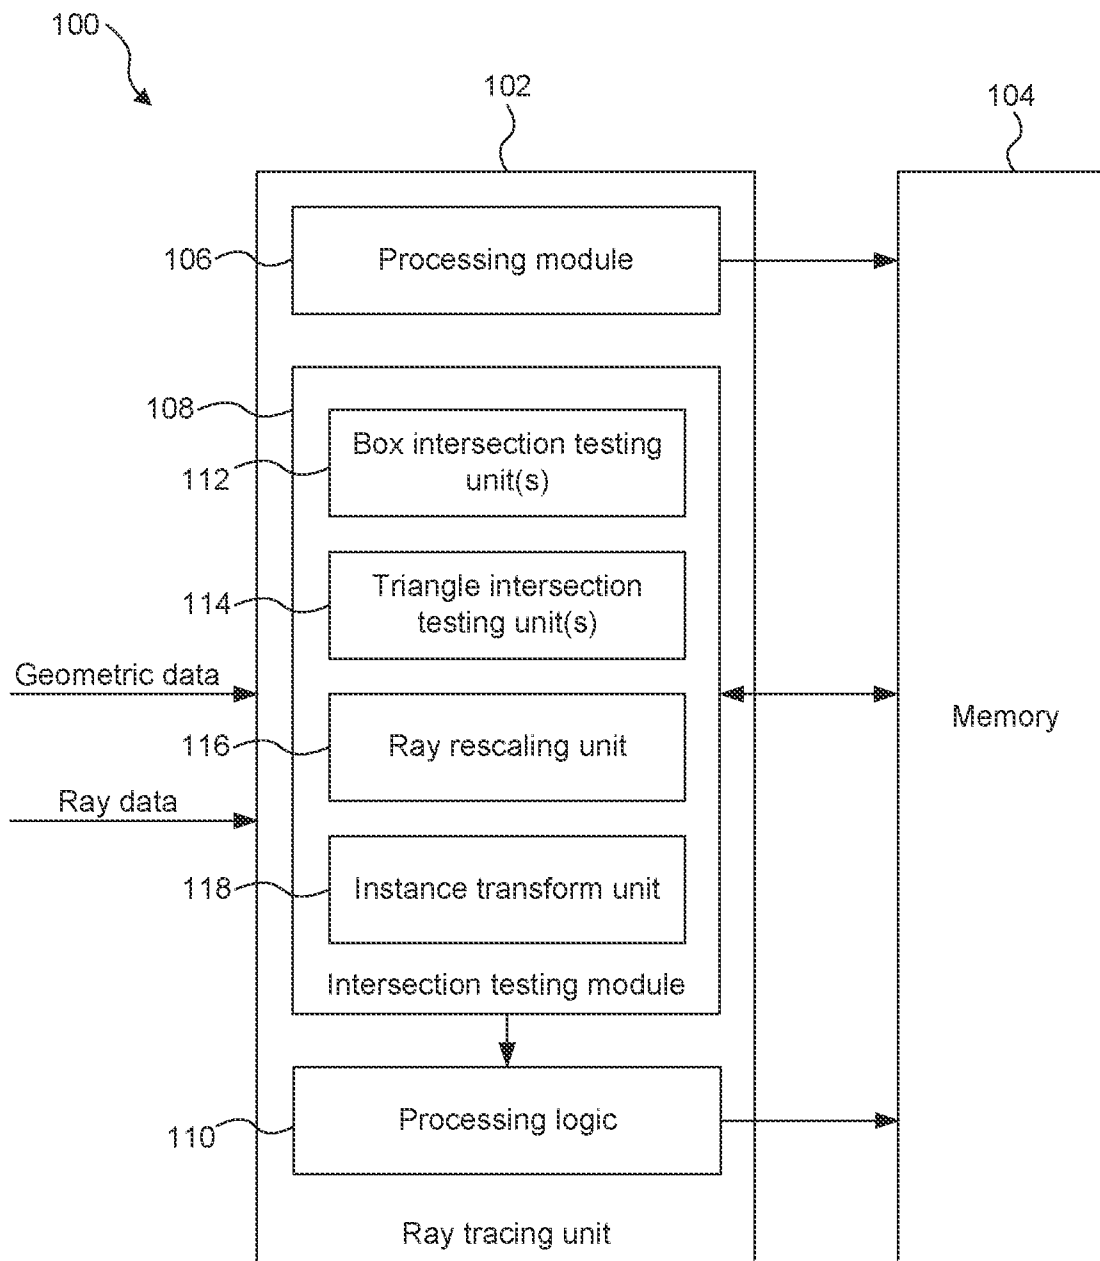 100
102
104
106
Processing module
108
Box intersection testing
unit(s)
112
Triangle intersection
testing unit(s)
114
Geometric data
Ray rescaling unit
116
Memory
Ray data
Instance transform unit
118
Intersection testing module
Processing logic
110
Ray tracing unit